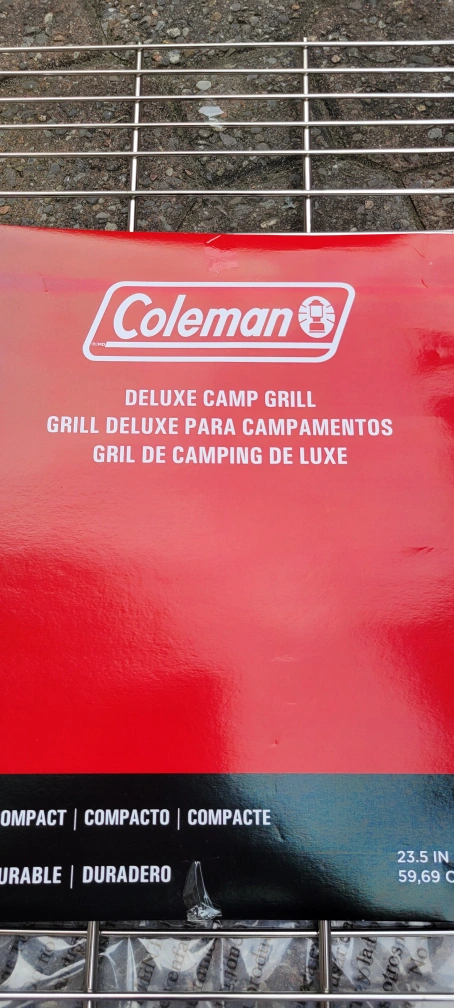 Coleman
DELUXE CAMP GRILL
GRILL DELUXE PARA CAMPAMENTOS
GRIL DE CAMPING DE LUXE
OMPACT | COMPACTO | COMPACTE
URABLE | DURADERO
23.5 IN
59,69 C